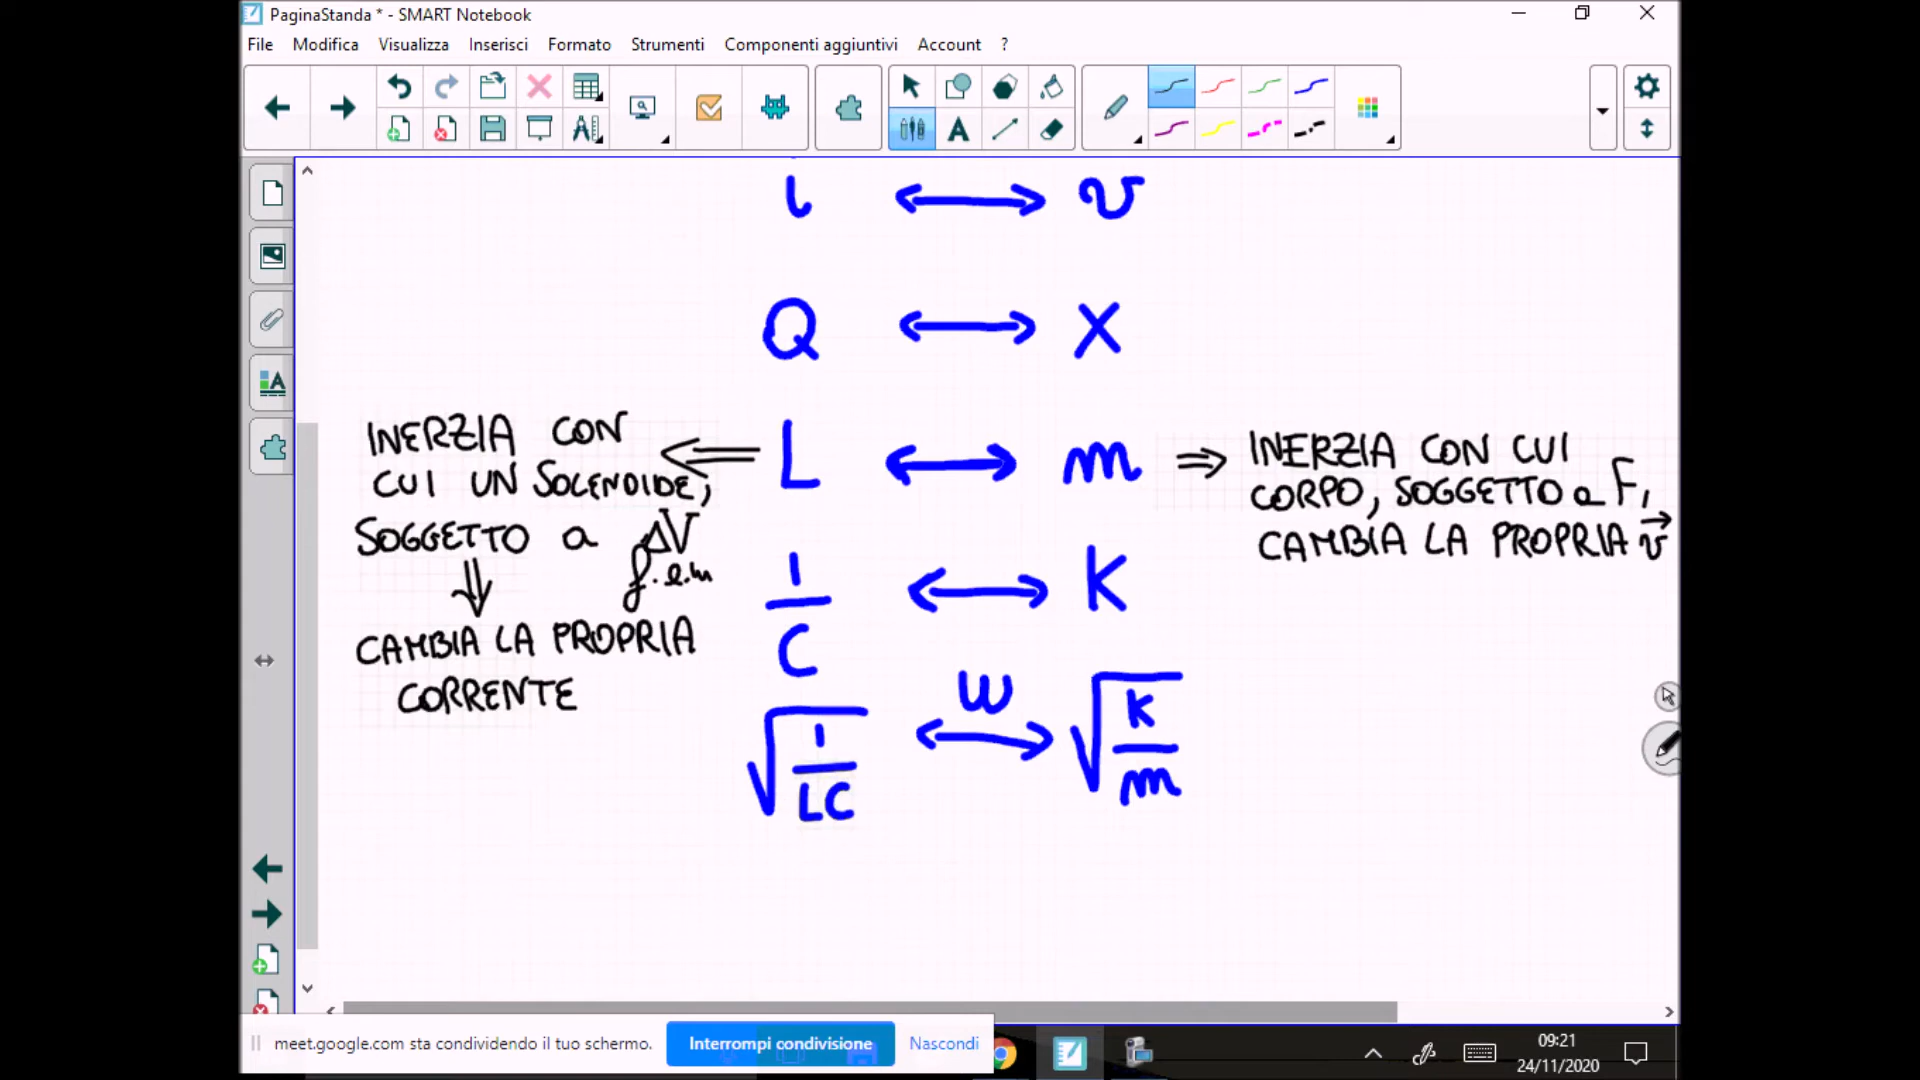 PaginaStanda * - SMART Notebook
File Modifica Visualizza Inserisci Formato Strumenti Componenti aggiuntivi Account ?
i ⟷ v
Q ⟷ X
L ⟷ m
1/C ⟷ K
√(1/LC) ⟷ √(K/m)
ω
INERZIA CON
CUI UN SOLENOIDE,
SOGGETTO a ΔV
f.e.m
⇓
CAMBIA LA PROPRIA
CORRENTE
⇐
⇒ INERZIA CON CUI
CORPO, SOGGETTO a F,
CAMBIA LA PROPRIA v⃗
meet.google.com sta condividendo il tuo schermo. Interrompi condivisione Nascondi
09:21
24/11/2020